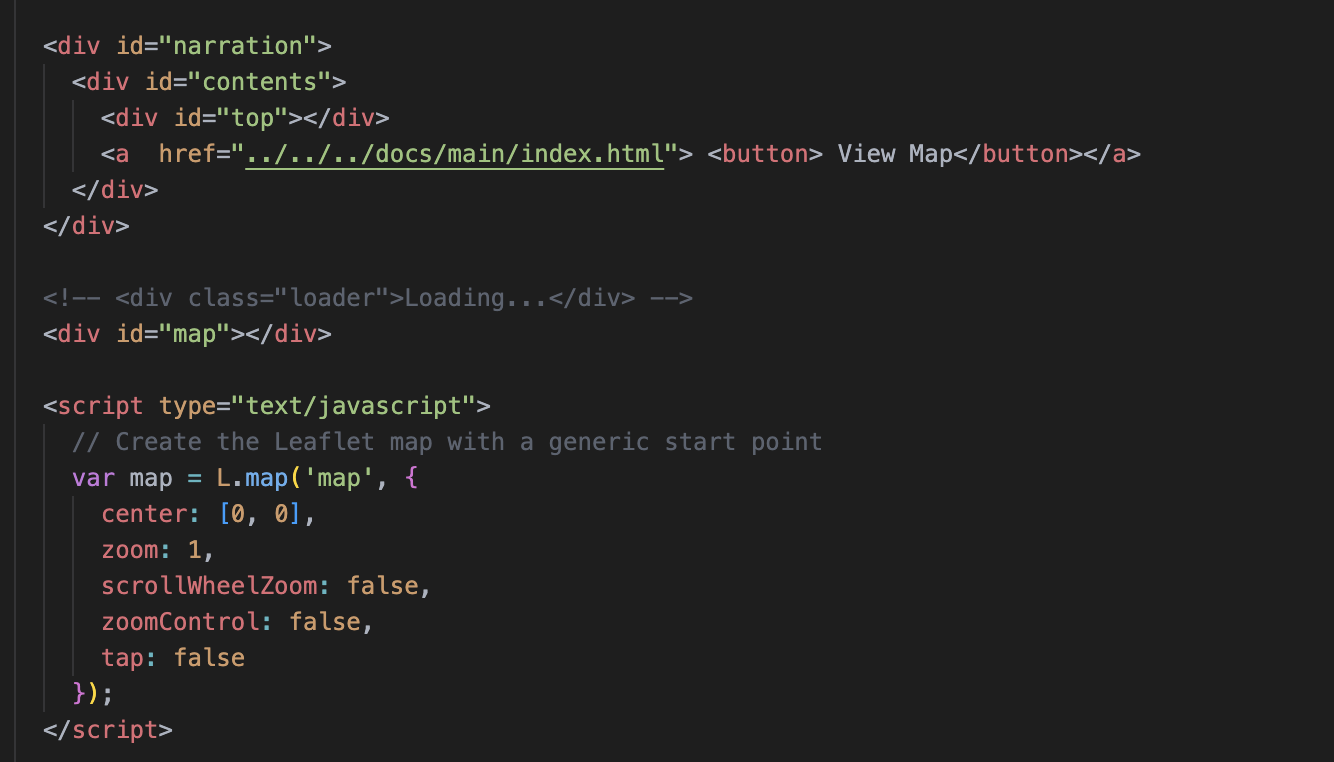 <div id="narration">
<div id="contents">
<div id="top"></div>
<a  href="../../../docs/main/index.html"> <button> View Map</button></a>
</div>
</div>
<!-- <div class="loader">Loading...</div> -->
<div id="map"></div>
<script type="text/javascript">
// Create the Leaflet map with a generic start point
var map = L.map('map', {
center: [0, 0],
zoom: 1,
scrollWheelZoom: false,
zoomControl: false,
tap: false
});
</script>